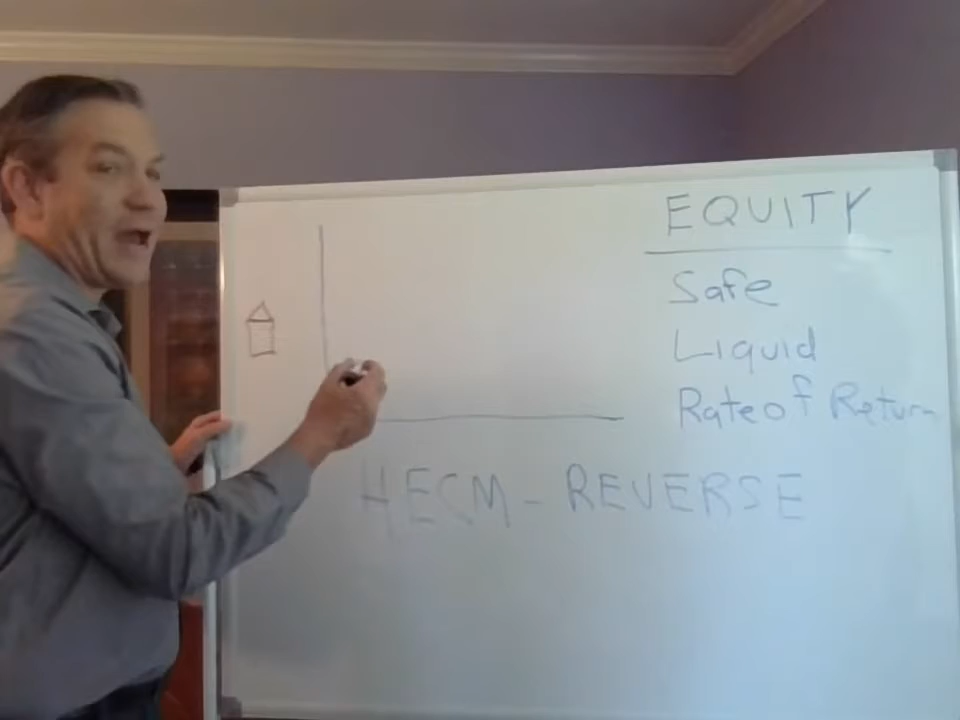 EQUITY
Safe
Liquid
Rate of Return
HECM - REVERSE